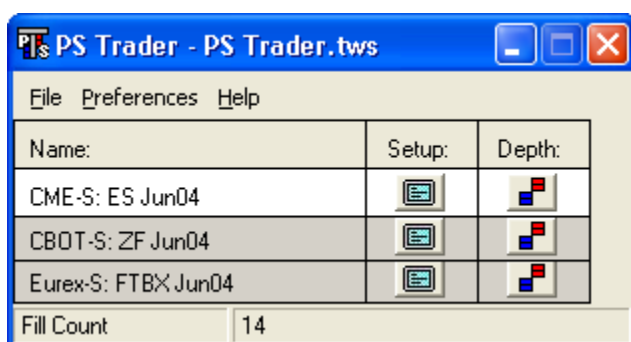 PTs PS Trader - PS Trader.tws
File Preferences Help
Name: Setup: Depth:
CME-S: ES Jun04
CBOT-S: ZF Jun04
Eurex-S: FTBX Jun04
Fill Count 14